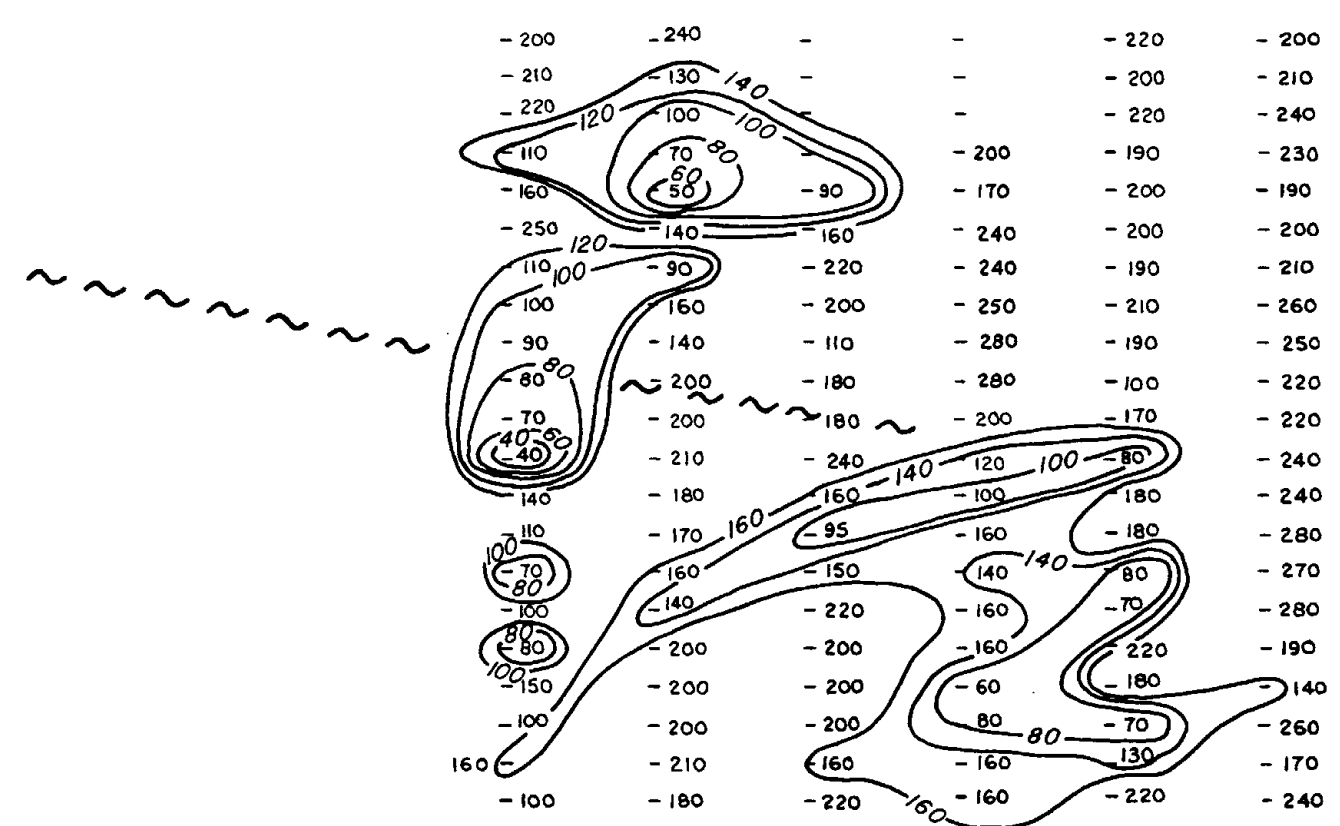 - 200 - 240 - - - 220 - 200
- 210 - 130 140 - - - 200 - 210
- 220 120 - 100 100 - - - 220 - 240
- 110 - 70 80 - - 200 - 190 - 230
- 160 60 - 50 - 90 - 170 - 200 - 190
- 250 - 140 - 160 - 240 - 200 - 200
120
- 110 100 - 90 - 220 - 240 - 190 - 210
- 100 - 160 - 200 - 250 - 210 - 260
- 90 - 140 - 110 - 280 - 190 - 250
- 80 80 - 200 - 180 - 280 - 100 - 220
- 70 - 200 - 180 - 200 - 170 - 220
40 60
- 40 - 210 - 240 140 - 120 100 - 80 - 240
- 140 - 180 - 160 - 100 - 180 - 240
- 110 - 170 160 - 95 - 160 - 180 - 280
100
- 70 - 160 - 150 - 140 140 - 80 - 270
80
- 100 - 140 - 220 - 160 - 70 - 280
80
- 80 - 200 - 200 - 160 - 220 - 190
100
- 150 - 200 - 200 - 60 - 180 - 140
- 100 - 200 - 200 - 80 80 - 70 - 260
160 - - 210 - 160 - 160 - 130 - 170
- 100 - 180 - 220 160 - 160 - 220 - 240